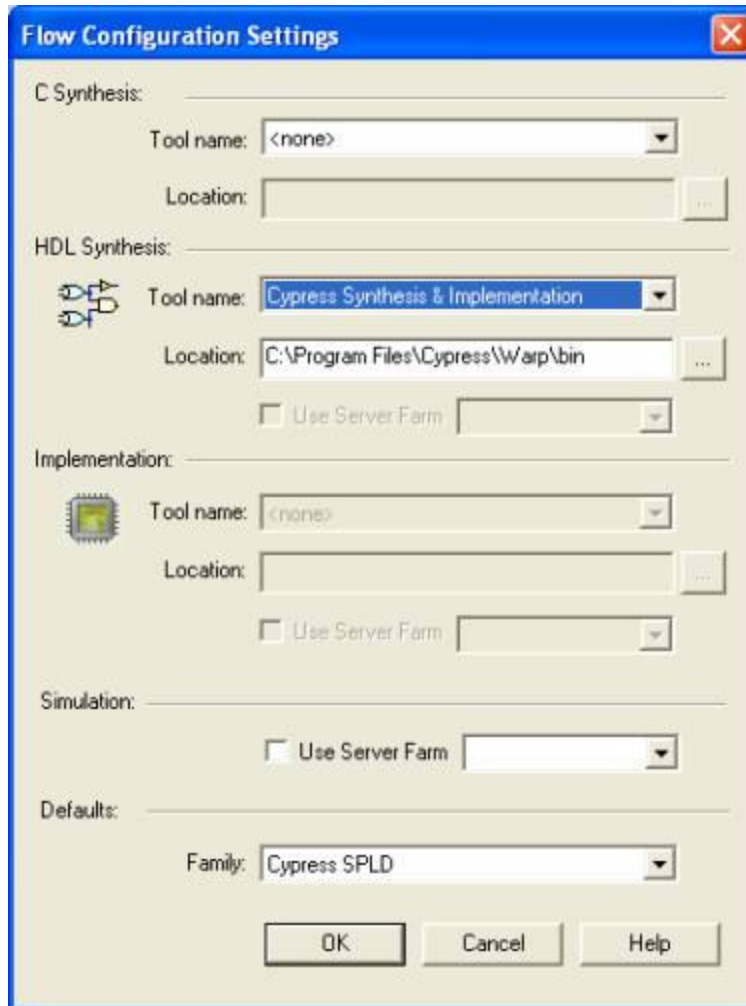 Flow Configuration Settings
C Synthesis:
Tool name: <none>
Location: ...
HDL Synthesis:
Tool name: Cypress Synthesis & Implementation
Location: C:\Program Files\Cypress\Warp\bin ...
Use Server Farm
Implementation:
Tool name: <none>
Location: ...
Use Server Farm
Simulation:
Use Server Farm
Defaults:
Family: Cypress SPLD
OK Cancel Help